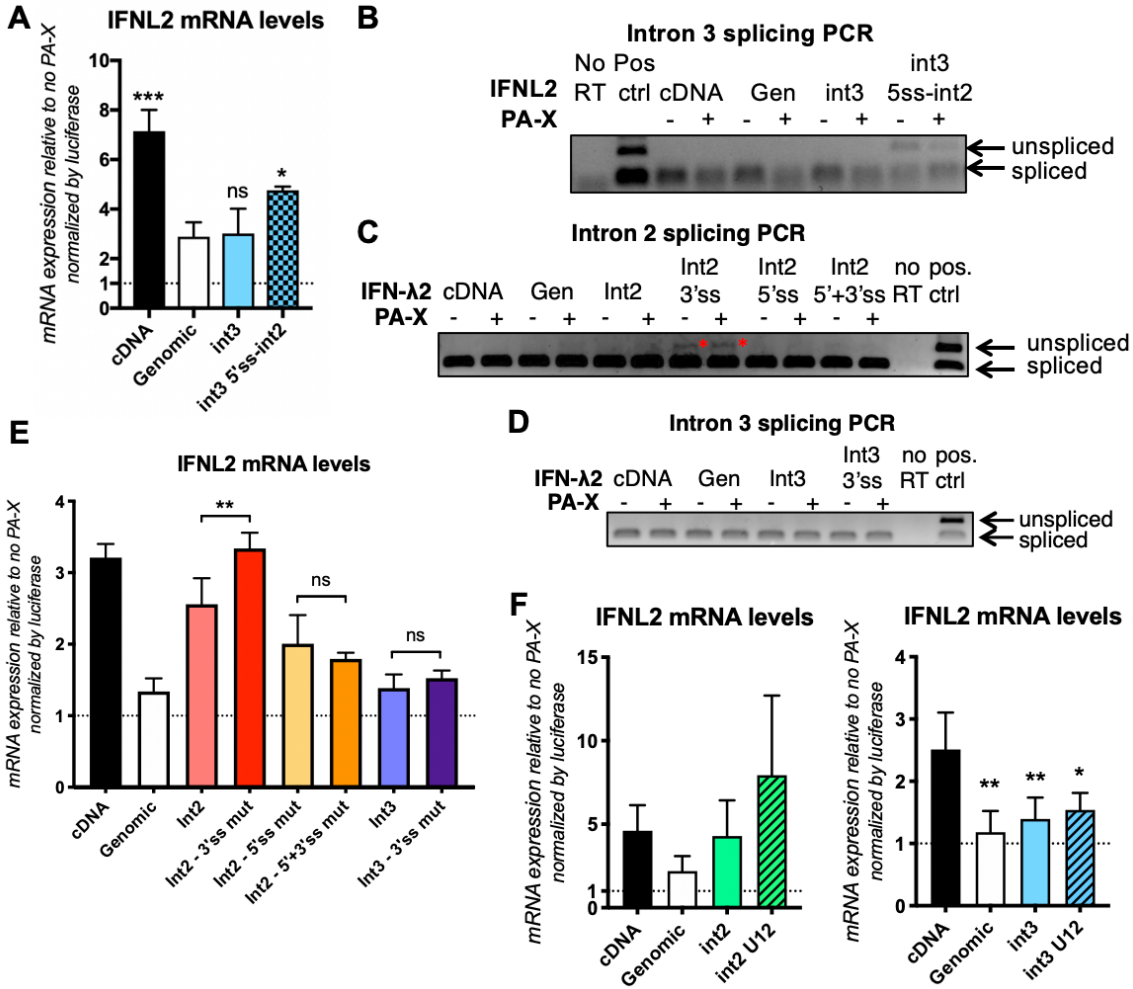 A
IFNL2 mRNA levels
mRNA expression relative to no PA-X
normalized by luciferase
10
8
6
4
2
1
0
***
ns
*
cDNA
Genomic
int3
int3 5'ss-int2
B
Intron 3 splicing PCR
No Pos int3
IFNL2 RT ctrl cDNA Gen int3 5ss-int2
PA-X - + - + - + - +
unspliced
spliced
C
Intron 2 splicing PCR
Int2 Int2 Int2 no pos.
IFN-λ2 cDNA Gen Int2 3'ss 5'ss 5'+3'ss RT ctrl
PA-X - + - + - + - + - + - +
* *
unspliced
spliced
D
Intron 3 splicing PCR
Int3 no pos.
IFN-λ2 cDNA Gen Int3 3'ss RT ctrl
PA-X - + - + - + - +
unspliced
spliced
E
IFNL2 mRNA levels
mRNA expression relative to no PA-X
normalized by luciferase
4
3
2
1
0
**
ns
ns
cDNA
Genomic
Int2
Int2 - 3'ss mut
Int2 - 5'ss mut
Int2 - 5'+3'ss mut
Int3
Int3 - 3'ss mut
F
IFNL2 mRNA levels
mRNA expression relative to no PA-X
normalized by luciferase
15
10
5
1
0
cDNA
Genomic
int2
int2 U12
IFNL2 mRNA levels
mRNA expression relative to no PA-X
normalized by luciferase
4
3
2
1
0
**
**
*
cDNA
Genomic
int3
int3 U12